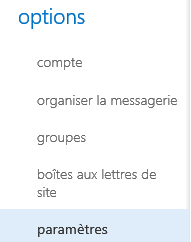 options
compte
organiser la messagerie
groupes
boîtes aux lettres de
site
paramètres